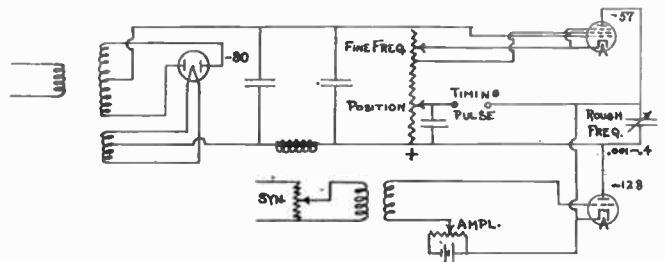 -57
FINE FREQ.
-80
POSITION
TIMING
PULSE
ROUGH
FREQ.
+
.001-.4
-128
SYN.
AMPL.